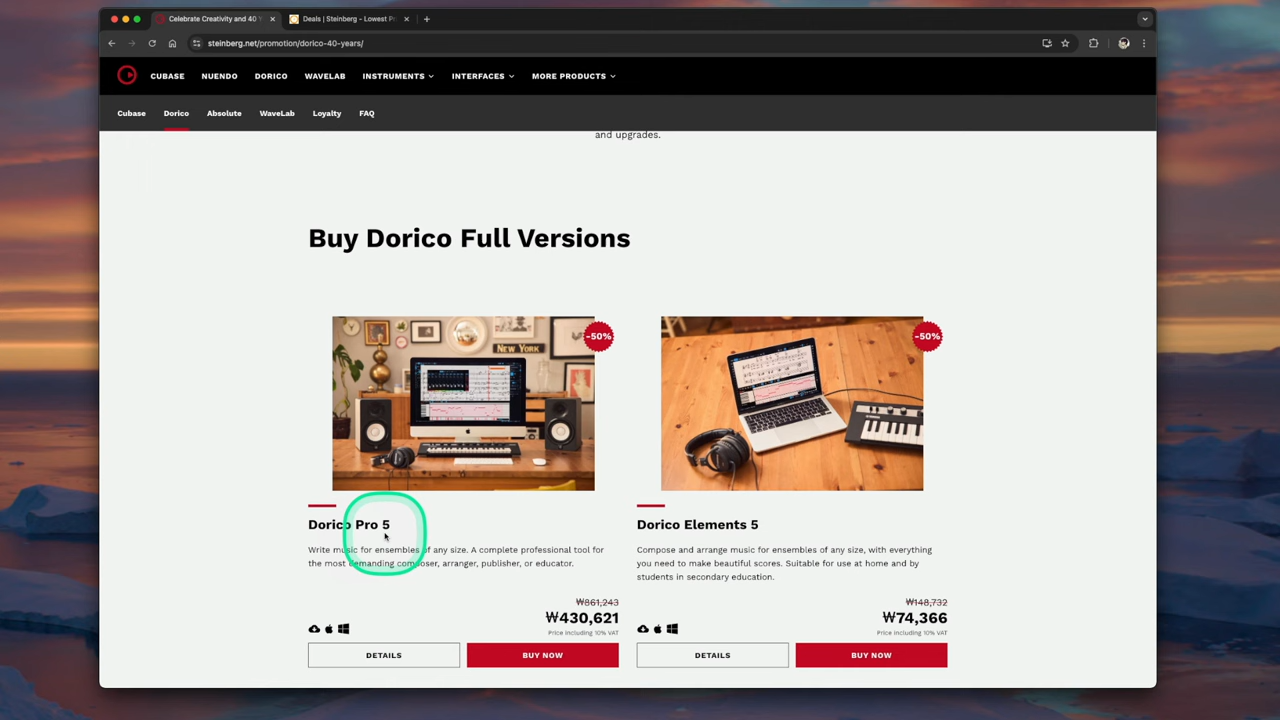 Celebrate Creativity and 40 Y
Deals | Steinberg - Lowest Pr
steinberg.net/promotion/dorico-40-years/
CUBASE NUENDO DORICO WAVELAB INSTRUMENTS INTERFACES MORE PRODUCTS
Cubase Dorico Absolute WaveLab Loyalty FAQ
and upgrades.
Buy Dorico Full Versions
-50%
NEW YORK
-50%
Dorico Pro 5
Write music for ensembles of any size. A complete professional tool for
the most demanding composer, arranger, publisher, or educator.
₩861,243
₩430,621
Price including 10% VAT
DETAILS BUY NOW
Dorico Elements 5
Compose and arrange music for ensembles of any size, with everything
you need to make beautiful scores. Suitable for use at home and by
students in secondary education.
₩148,732
₩74,366
Price including 10% VAT
DETAILS BUY NOW